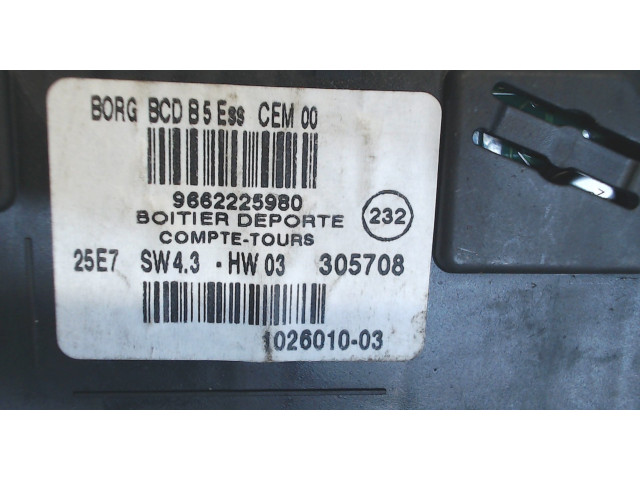 BORG BCD B5 Ess CEM 00
9662225980
BOITIER DEPORTE
COMPTE-TOURS
232
25E7 SW4.3 - HW 03 305708
1026010-03